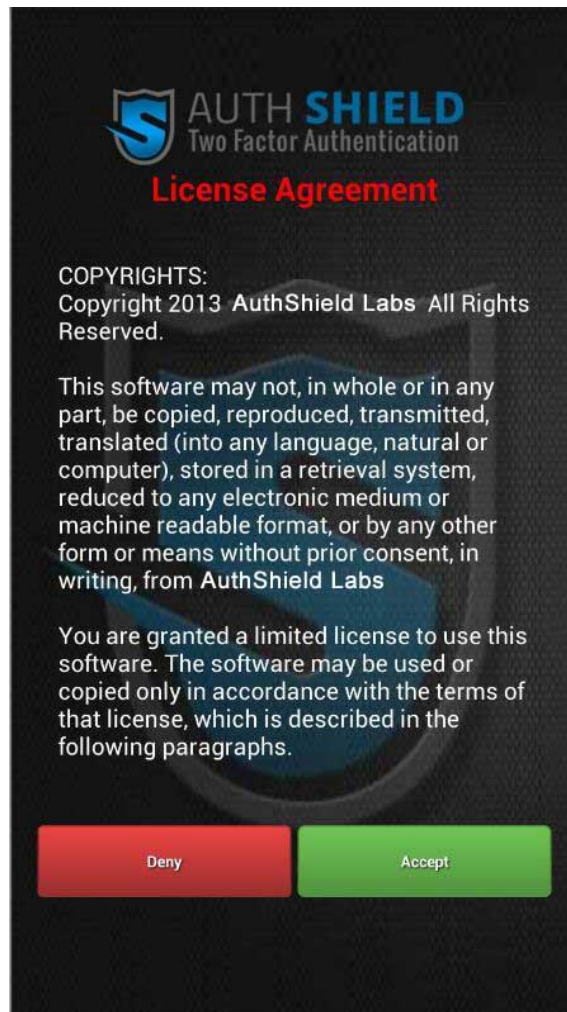 AUTH SHIELD
Two Factor Authentication
License Agreement
COPYRIGHTS:
Copyright 2013 AuthShield Labs All Rights
Reserved.
This software may not, in whole or in any
part, be copied, reproduced, transmitted,
translated (into any language, natural or
computer), stored in a retrieval system,
reduced to any electronic medium or
machine readable format, or by any other
form or means without prior consent, in
writing, from AuthShield Labs
You are granted a limited license to use this
software. The software may be used or
copied only in accordance with the terms of
that license, which is described in the
following paragraphs.
Deny Accept